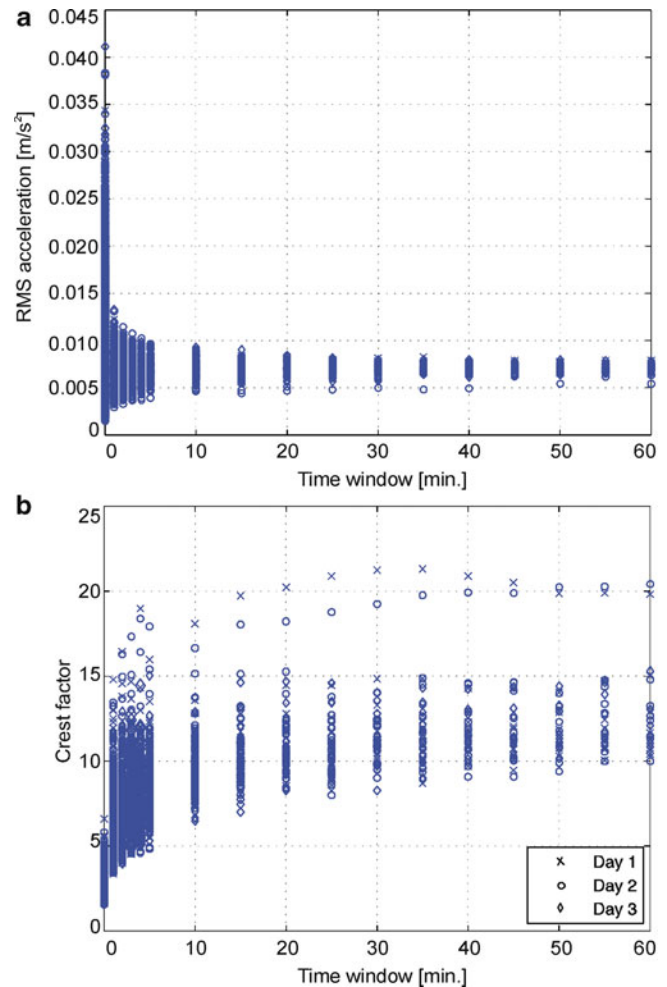 a
0.045
0.040
0.035
0.030
0.025
0.020
0.015
0.010
0.005
0
RMS acceleration [m/s²]
0 10 20 30 40 50 60
Time window [min.]
b
25
20
15
10
5
0
Crest factor
× Day 1
○ Day 2
◊ Day 3
0 10 20 30 40 50 60
Time window [min.]